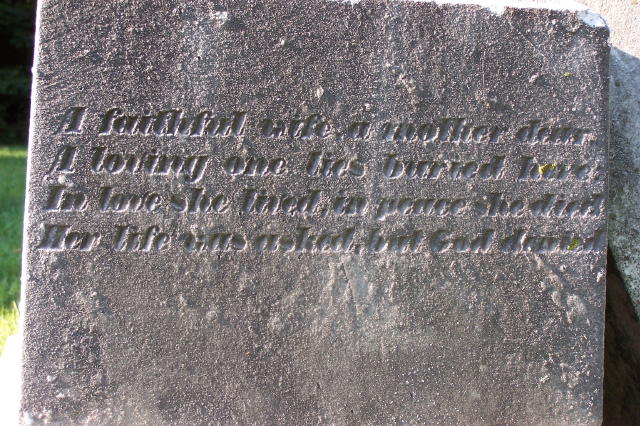 A faithful wife, a mother dear
A loving one lies buried here
In love she lived, in peace she died
Her life was asked, but God denied